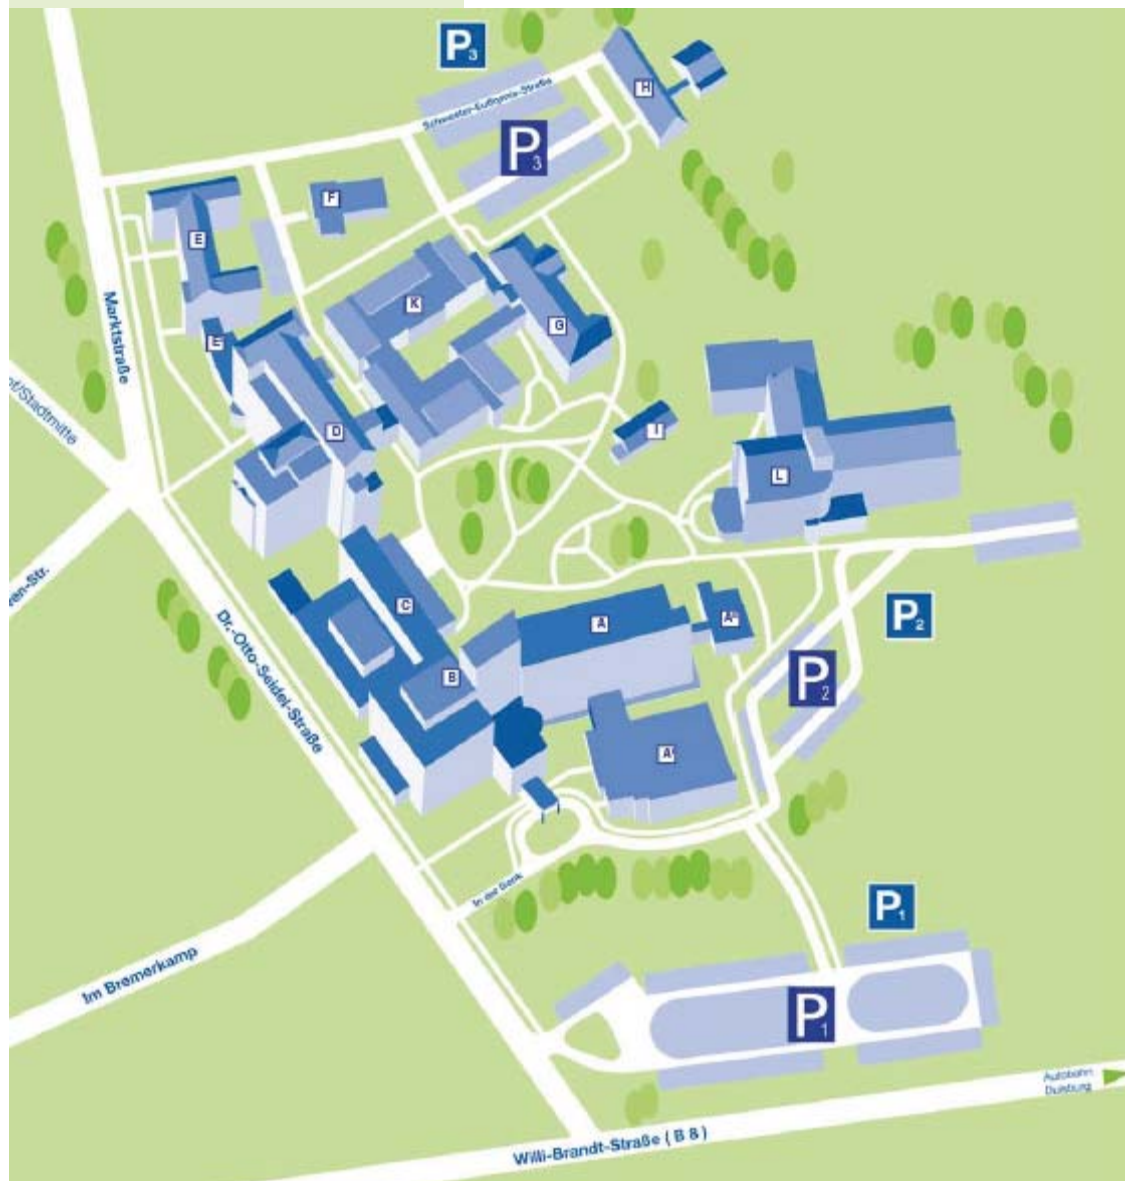 P3
H
Schwester-Euthymia-Straße
P3
F
E
K
Marktstraße
G
E
D
I
L
C
A
P2
Dr.-Otto-Seidel-Straße
B
P2
In der Genk
P1
Im Bremerkamp
P1
Autobahn
Duisburg
Willi-Brandt-Straße ( B 8 )